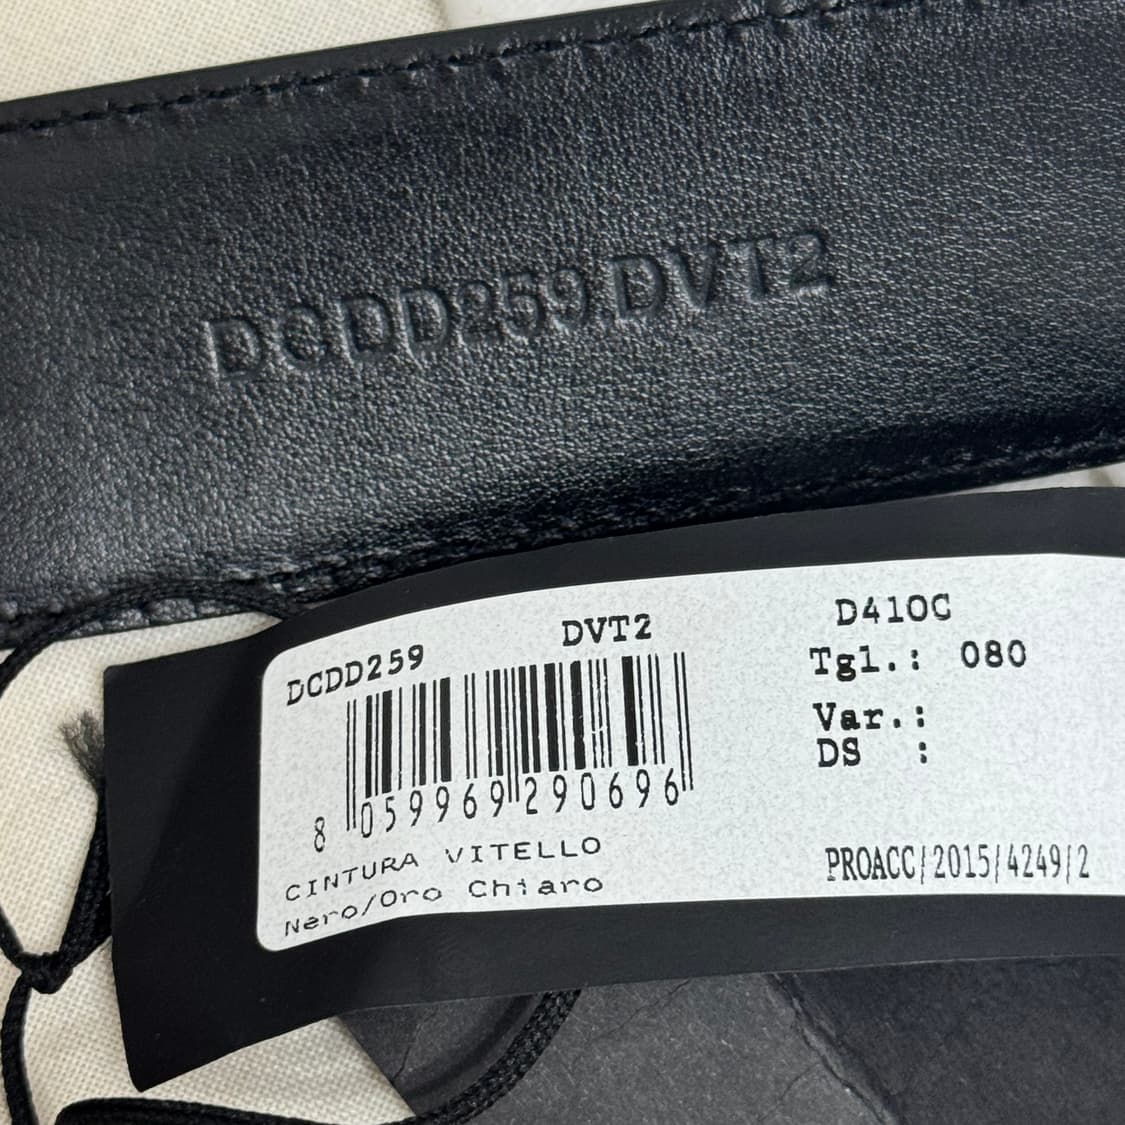 DCDD259 DVT2
DCDD259 DVT2 D410C
Tgl.: 080
Var.:
DS :
8 059969 290696
CINTURA VITELLO
Nero/Oro Chiaro
PROACC/2015/4249/2